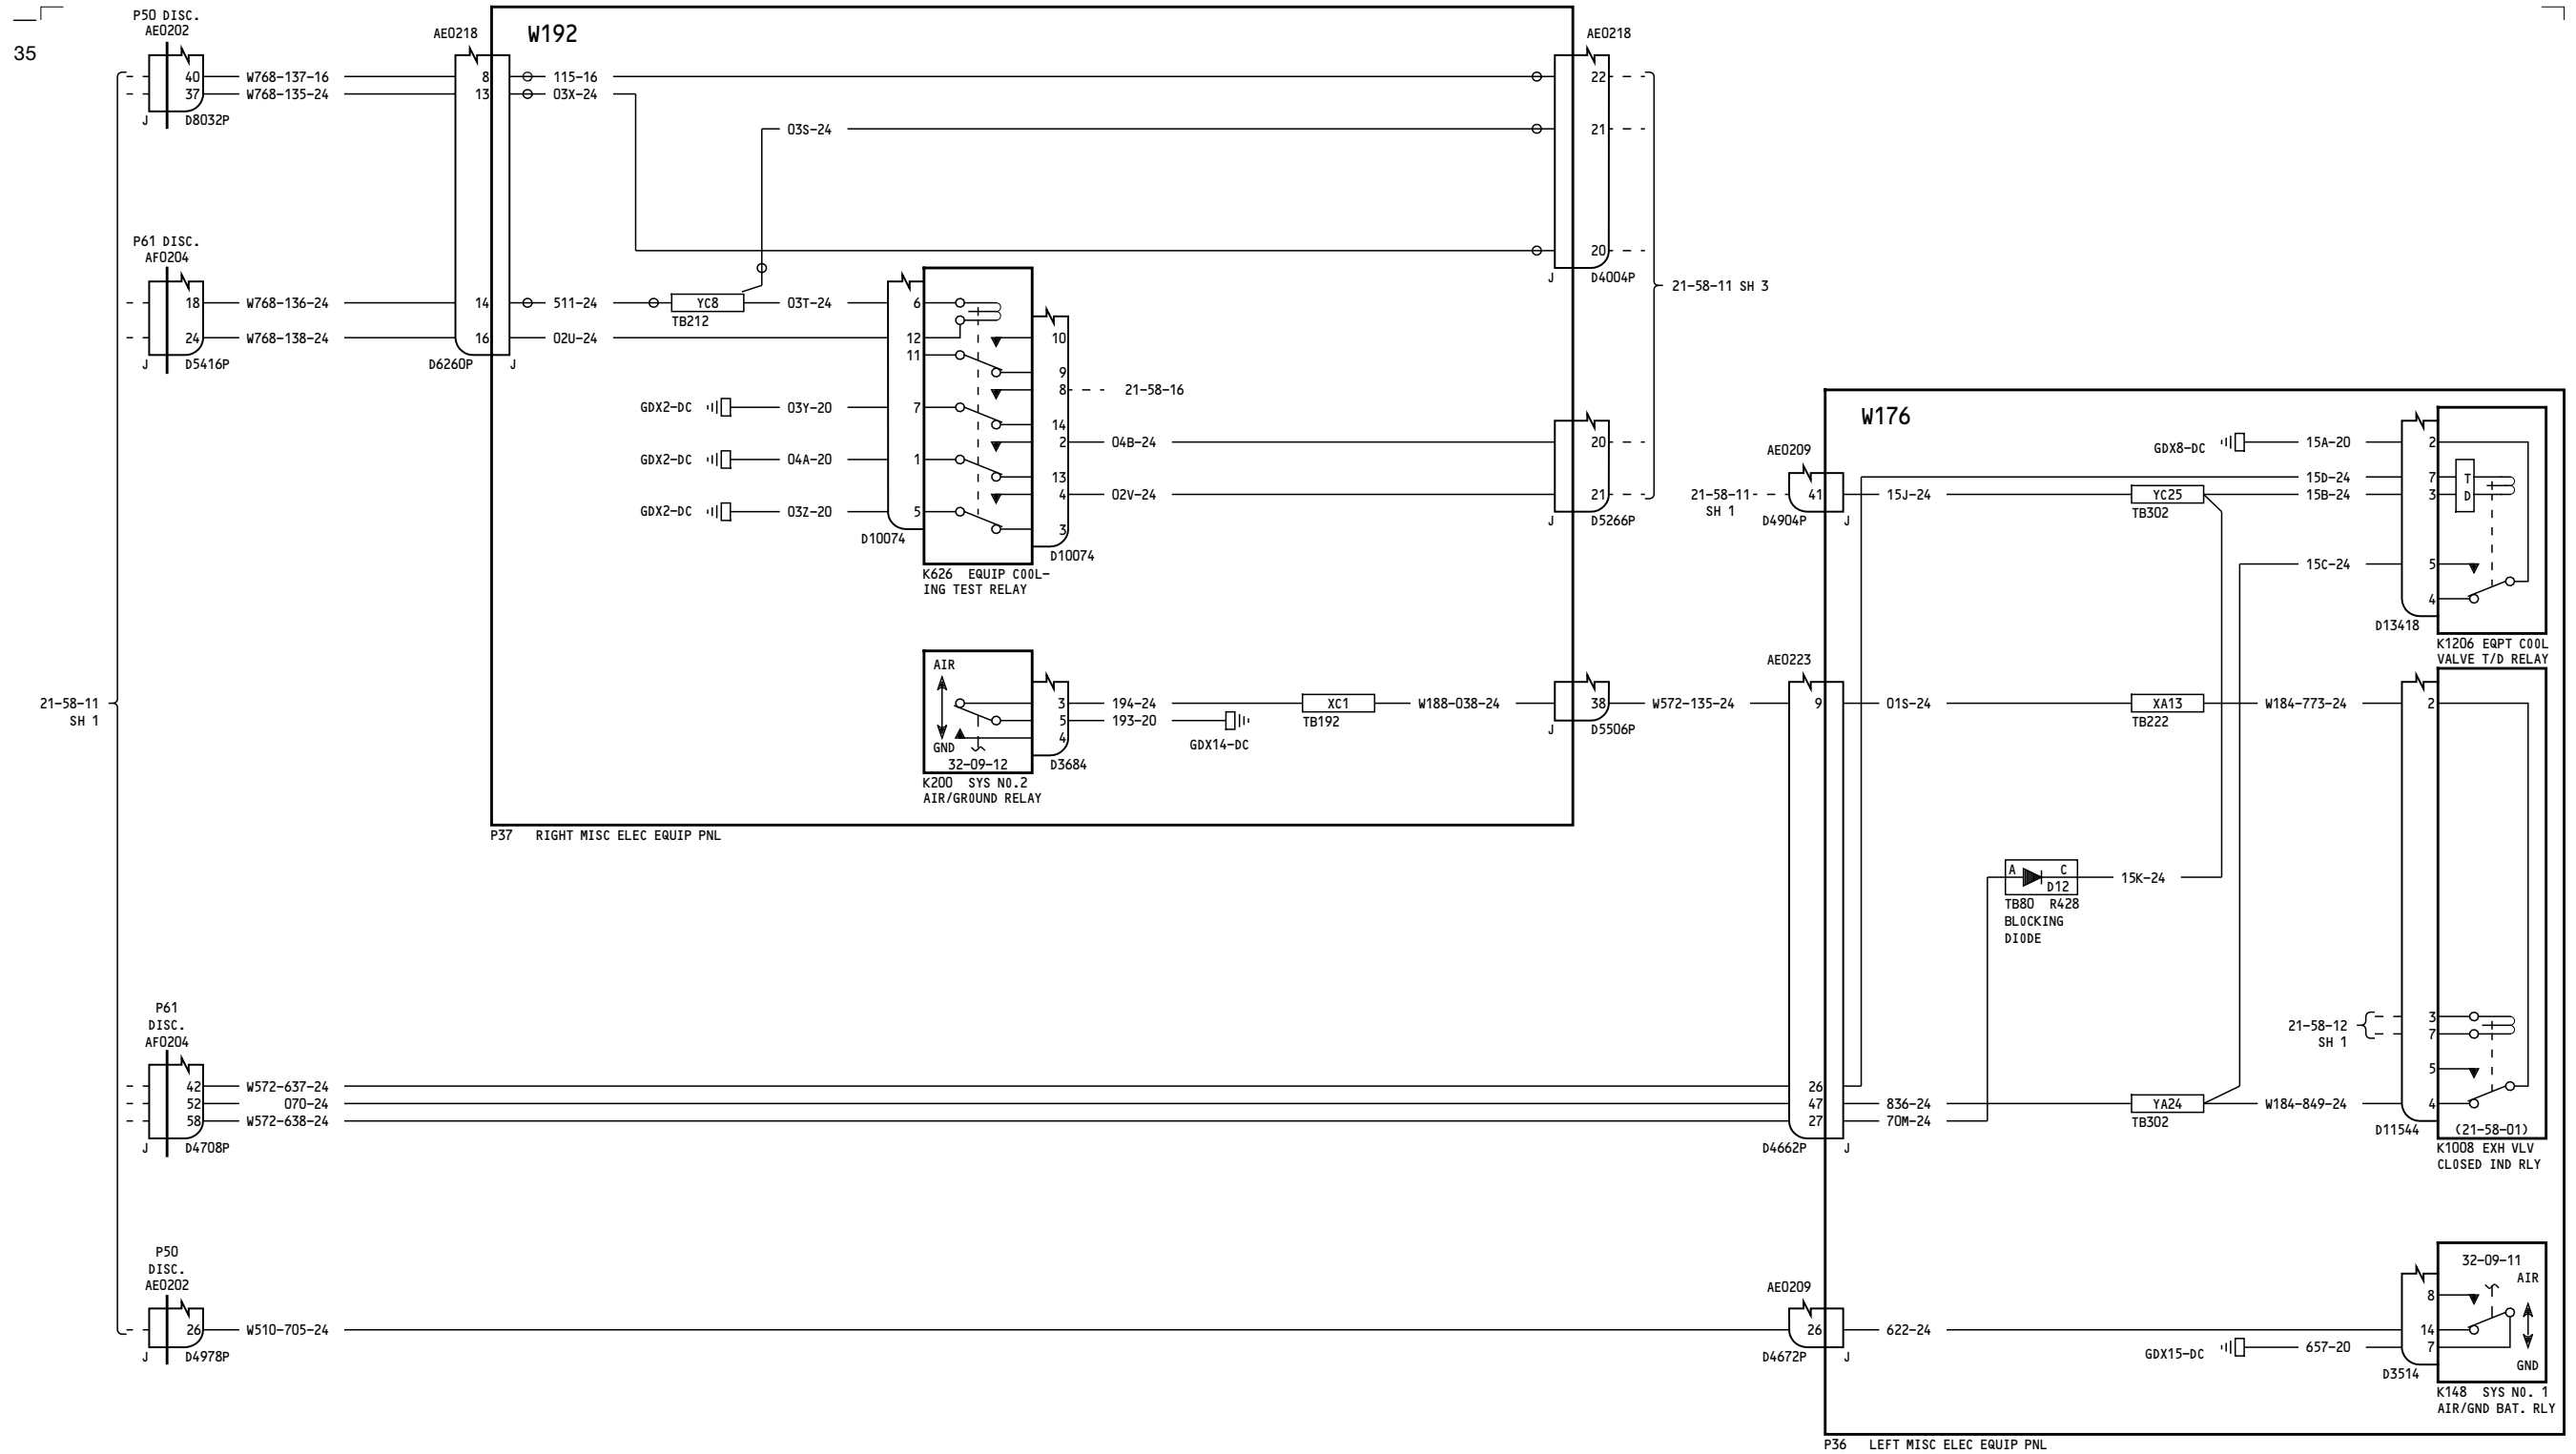 35
P50 DISC.
AE0202
40 W768-137-16
37 W768-135-24
J D8032P
P61 DISC.
AF0204
18 W768-136-24
24 W768-138-24
J D5416P
21-58-11
SH 1
AE0218
8
13
14
16
D6260P J
W192
115-16
03X-24
03S-24
511-24
YC8
TB212
03T-24
02U-24
GDX2-DC 03Y-20
GDX2-DC 04A-20
GDX2-DC 03Z-20
6
12
11
7
1
5
D10074
10
9
8
14
2
13
4
3
D10074
21-58-16
04B-24
02V-24
K626 EQUIP COOL-
ING TEST RELAY
AIR
GND
32-09-12
3
5
4
D3684
K200 SYS NO.2
AIR/GROUND RELAY
194-24
193-20
GDX14-DC
XC1
TB192
W188-038-24
P37 RIGHT MISC ELEC EQUIP PNL
AE0218
22
21
20
J D4004P
21-58-11 SH 3
20
21
J D5266P
38
J D5506P
W572-135-24
P61
DISC.
AF0204
42 W572-637-24
52 070-24
58 W572-638-24
J D4708P
P50
DISC.
AE0202
26 W510-705-24
J D4978P
W176
AE0209
21-58-11
SH 1
41
D4904P J
15J-24
YC25
TB302
GDX8-DC 15A-20
15D-24
15B-24
15C-24
2
7
3
5
4
T
D
D13418
K1206 EQPT COOL
VALVE T/D RELAY
AE0223
9
26
47
27
D4662P J
01S-24
XA13
TB222
W184-773-24
A C
D12
TB80 R428
BLOCKING
DIODE
15K-24
836-24
70M-24
YA24
TB302
W184-849-24
21-58-12
SH 1
2
3
7
5
4
D11544
(21-58-01)
K1008 EXH VLV
CLOSED IND RLY
AE0209
26
D4672P J
622-24
GDX15-DC 657-20
8
14
7
D3514
32-09-11
AIR
GND
K148 SYS NO. 1
AIR/GND BAT. RLY
P36 LEFT MISC ELEC EQUIP PNL